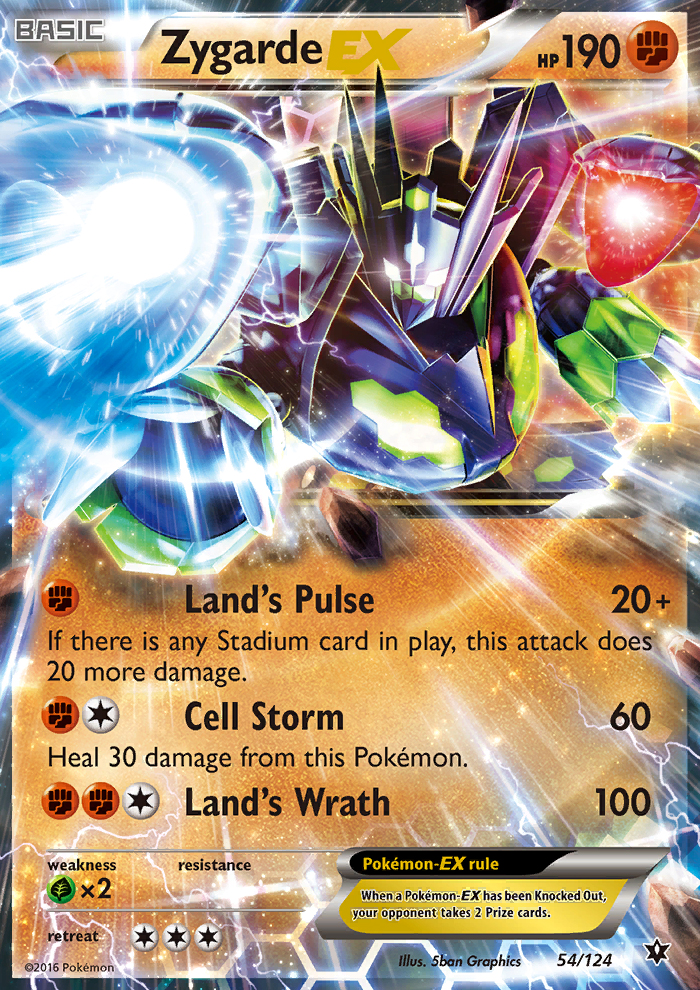 BASIC
Zygarde EX
HP 190
Land's Pulse 20+
If there is any Stadium card in play, this attack does
20 more damage.
Cell Storm 60
Heal 30 damage from this Pokémon.
Land's Wrath 100
weakness resistance
×2
retreat
Pokémon-EX rule
When a Pokémon-EX has been Knocked Out,
your opponent takes 2 Prize cards.
©2016 Pokémon
Illus. 5ban Graphics
54/124